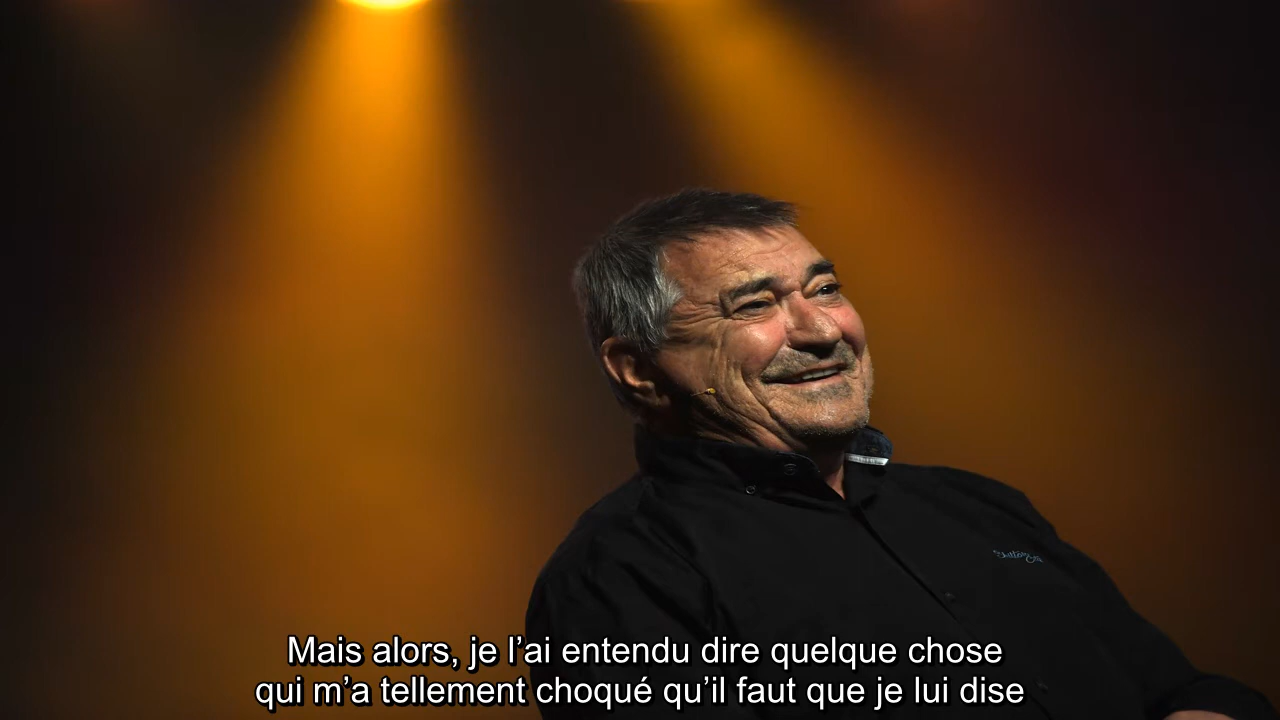 Mais alors, je l’ai entendu dire quelque chose
qui m’a tellement choqué qu’il faut que je lui dise